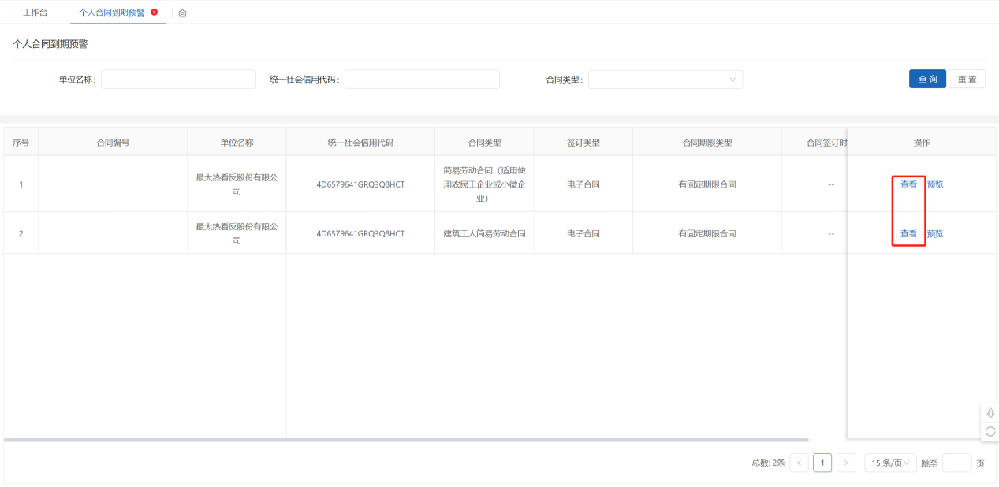 工作台 个人合同到期预警
个人合同到期预警
单位名称: 统一社会信用代码: 合同类型: 查 询 重 置
序号 合同编号 单位名称 统一社会信用代码 合同类型 签订类型 合同期限类型 合同签订时 操作
1 最太热看反股份有限公司 4D6579641GRQ3Q8HCT 简易劳动合同（适用使用农民工企业或小微企业） 电子合同 有固定期限合同 -- 查看 预览
2 最太热看反股份有限公司 4D6579641GRQ3Q8HCT 建筑工人简易劳动合同 电子合同 有固定期限合同 -- 查看 预览
总数: 2条 < 1 > 15 条/页 跳至 页